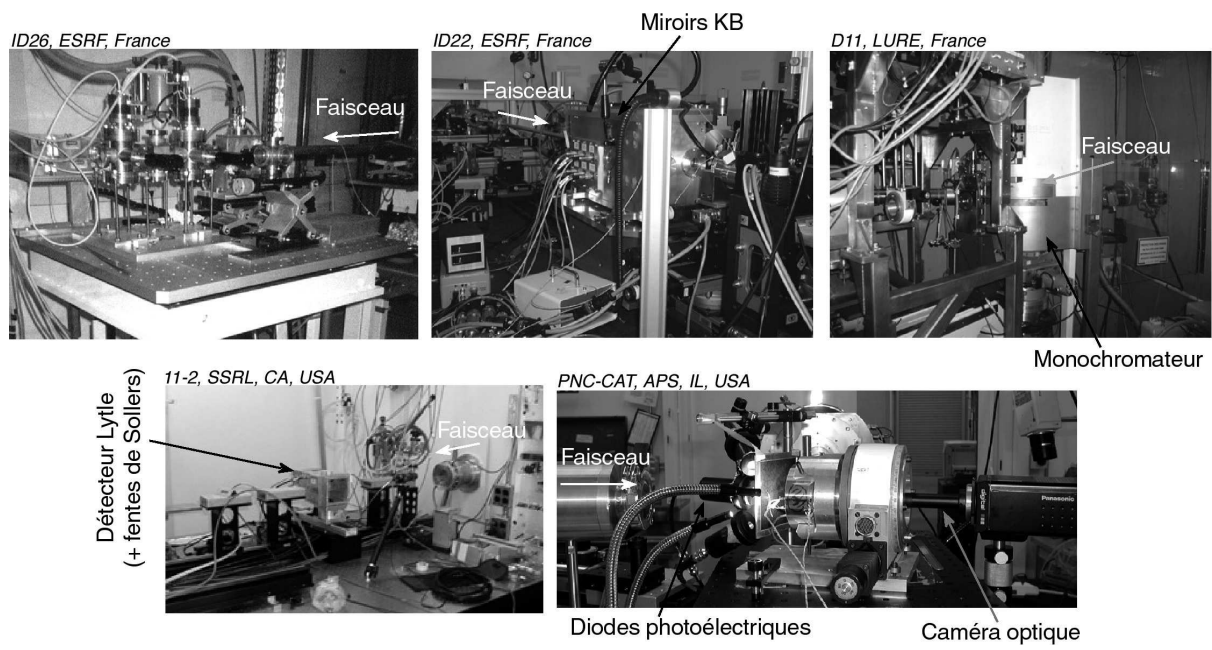 Miroirs KB
ID26, ESRF, France
ID22, ESRF, France
D11, LURE, France
Faisceau
Faisceau
Faisceau
Monochromateur
11-2, SSRL, CA, USA
PNC-CAT, APS, IL, USA
Détecteur Lytle
(+ fentes de Sollers)
Faisceau
Faisceau
Panasonic
digital
Diodes photoélectriques
Caméra optique